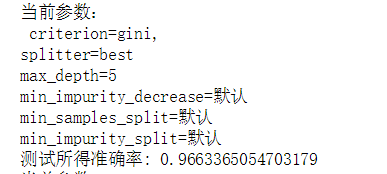 当前参数：
criterion=gini,
splitter=best
max_depth=5
min_impurity_decrease=默认
min_samples_split=默认
min_impurity_split=默认
测试所得准确率：0.9663365054703179